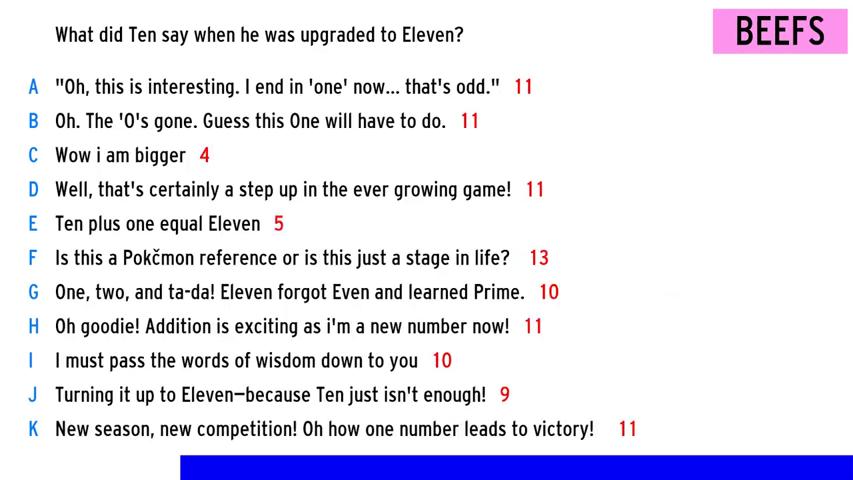 What did Ten say when he was upgraded to Eleven?
BEEFS
A "Oh, this is interesting. I end in 'one' now... that's odd." 11
B Oh. The 'O's gone. Guess this One will have to do. 11
C Wow i am bigger 4
D Well, that's certainly a step up in the ever growing game! 11
E Ten plus one equal Eleven 5
F Is this a Pokčmon reference or is this just a stage in life? 13
G One, two, and ta-da! Eleven forgot Even and learned Prime. 10
H Oh goodie! Addition is exciting as i'm a new number now! 11
I I must pass the words of wisdom down to you 10
J Turning it up to Eleven—because Ten just isn't enough! 9
K New season, new competition! Oh how one number leads to victory! 11